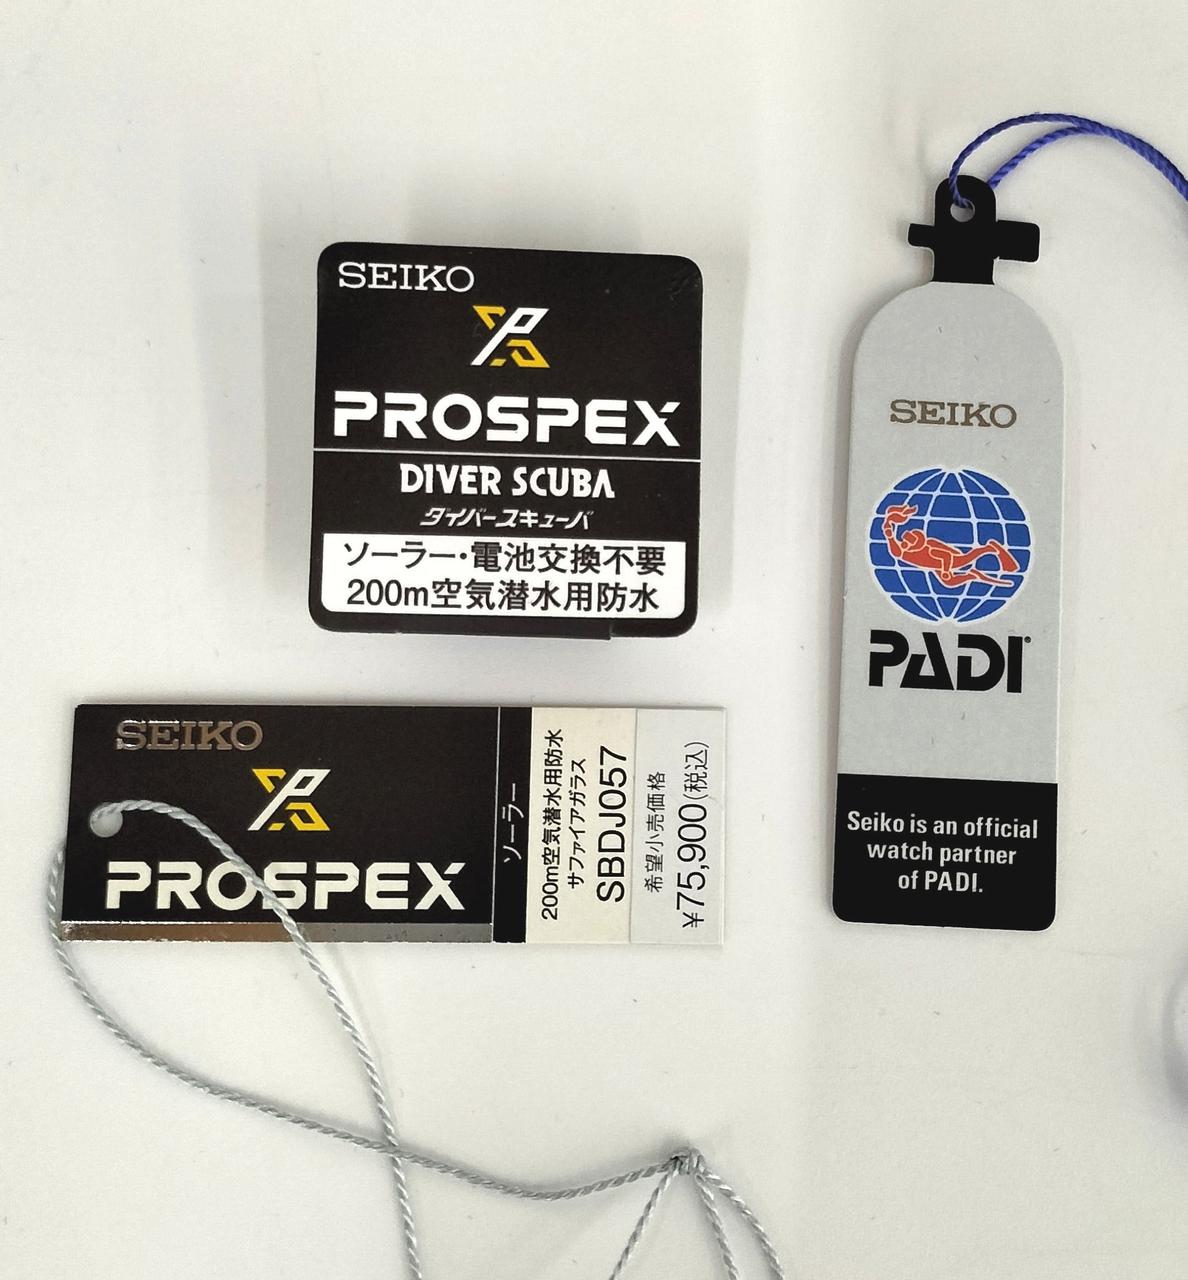 SEIKO
PROSPEX
DIVER SCUBA
ダイバースキューバ
ソーラー・電池交換不要
200m空気潜水用防水
SEIKO
PADI®
Seiko is an official
watch partner
of PADI.
SEIKO
PROSPEX
ソーラー
200m空気潜水用防水
サファイアガラス
SBDJ057
希望小売価格
¥75,900(税込)